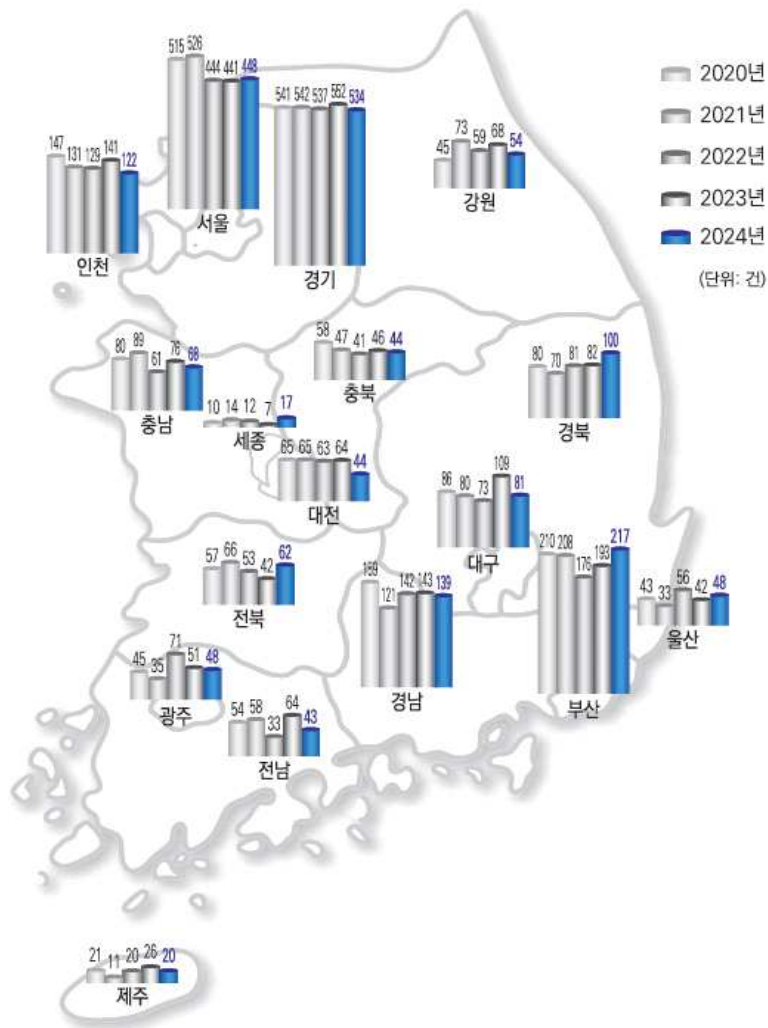 515 526 444 441 448
서울
541 542 537 552 534
경기
147 131 129 141 122
인천
45 73 59 68 54
강원
2020년
2021년
2022년
2023년
2024년
(단위: 건)
80 89 61 76 68
충남
10 14 12 7 17
세종
58 47 41 46 44
충북
80 70 81 82 100
경북
65 65 63 64 44
대전
86 80 73 109 81
대구
57 66 53 42 62
전북
121 142 143 139
경남
210 208 176 193 217
부산
43 33 56 42 48
울산
45 35 71 51 48
광주
54 58 33 64 43
전남
21 11 20 26 20
제주